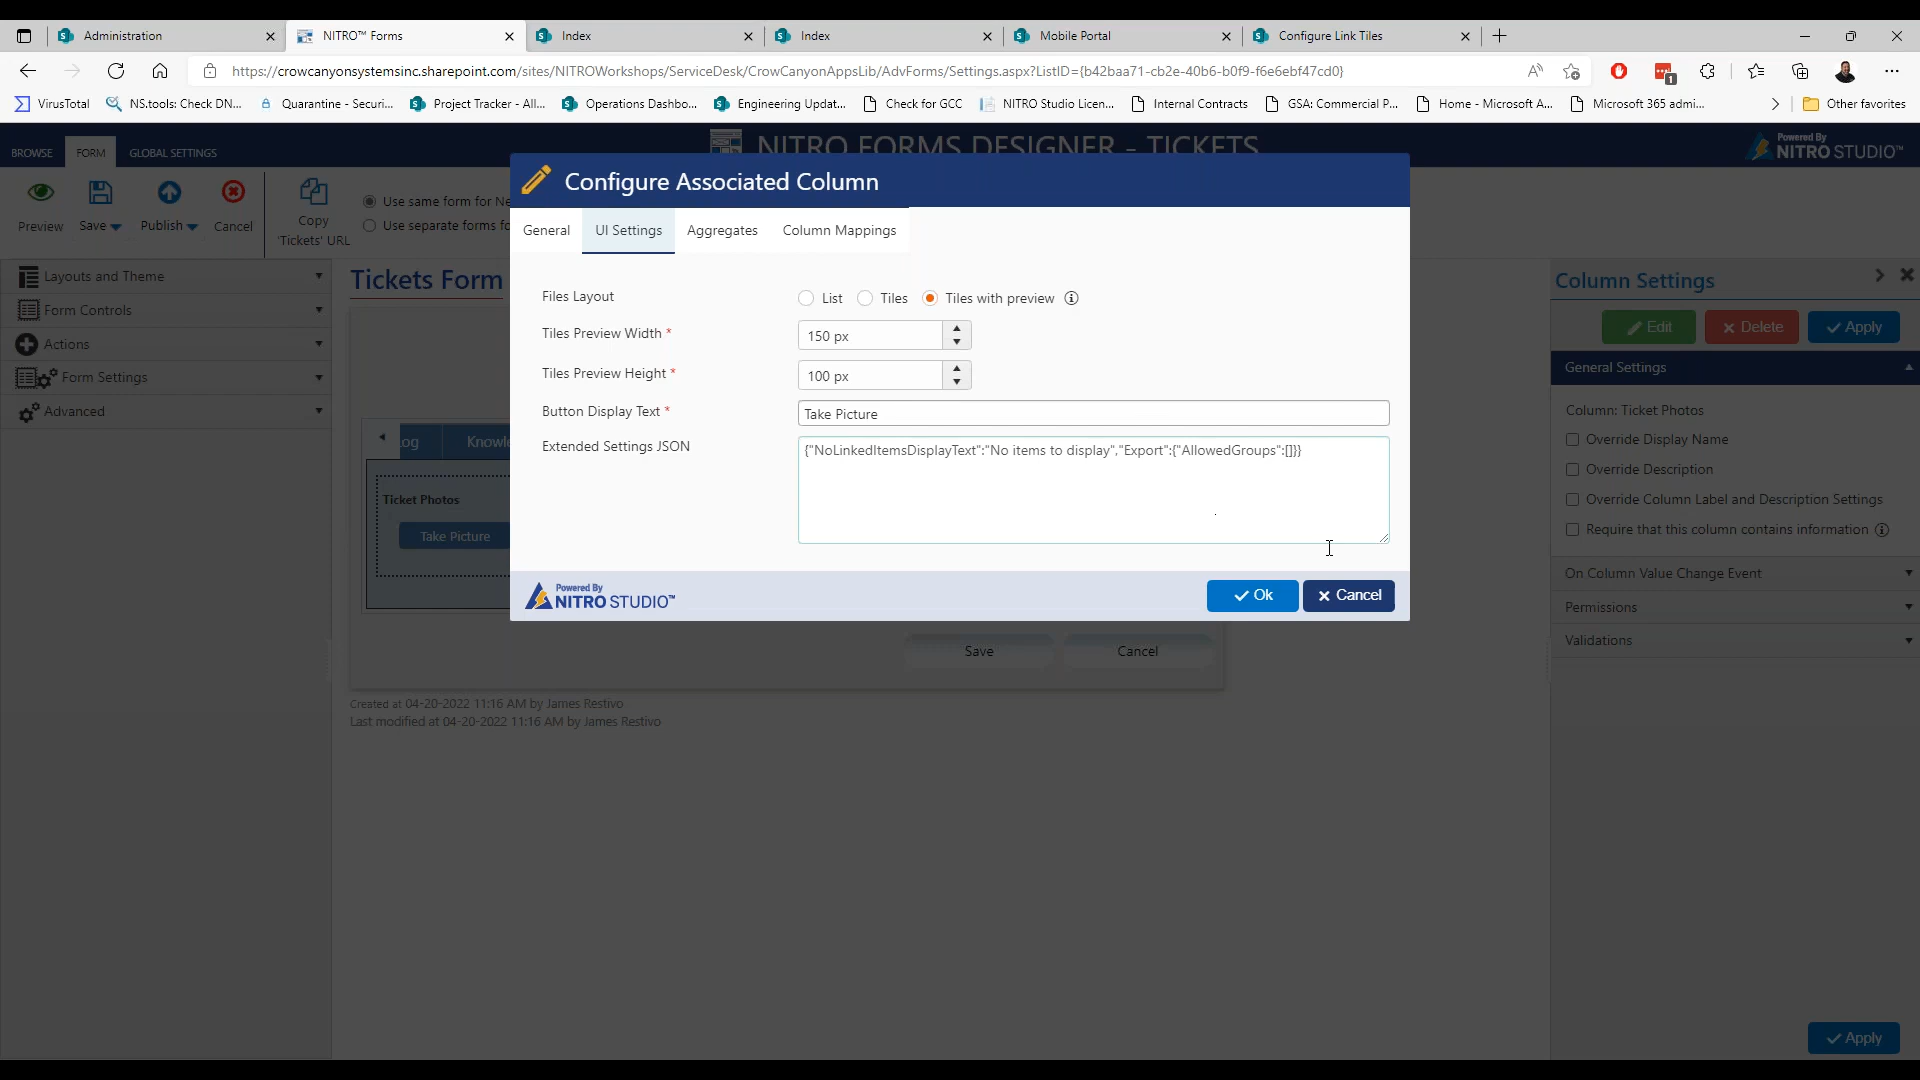 Administration
NITRO™ Forms
Index
Index
Mobile Portal
Configure Link Tiles
https://crowcanyonsystemsinc.sharepoint.com/sites/NITROWorkshops/ServiceDesk/CrowCanyonAppsLib/AdvForms/Settings.aspx?ListID={b42baa71-cb2e-40b6-b0f9-f6e6ebf47cd0}
1
VirusTotal
NS.tools: Check DN...
Quarantine - Securi...
Project Tracker - All...
Operations Dashbo...
Engineering Updat...
Check for GCC
NITRO Studio Licen...
Internal Contracts
GSA: Commercial P...
Home - Microsoft A...
Microsoft 365 admi...
Other favorites
BROWSE
FORM
GLOBAL SETTINGS
NITRO FORMS DESIGNER - TICKETS
Powered By
NITRO STUDIO™
Preview
Save
Publish
Cancel
Copy
'Tickets' URL
Use same form for Ne
Use separate forms fo
Layouts and Theme
Form Controls
Actions
Form Settings
Advanced
Tickets Form
og
Knowle
Ticket Photos
Take Picture
Configure Associated Column
General
UI Settings
Aggregates
Column Mappings
Files Layout
List
Tiles
Tiles with preview
Tiles Preview Width *
150 px
Tiles Preview Height *
100 px
Button Display Text *
Take Picture
Extended Settings JSON
{"NoLinkedItemsDisplayText":"No items to display","Export":{"AllowedGroups":[]}}
Powered By
NITRO STUDIO™
Ok
Cancel
Save
Cancel
Created at 04-20-2022 11:16 AM by James Restivo
Last modified at 04-20-2022 11:16 AM by James Restivo
Column Settings
Edit
Delete
Apply
General Settings
Column: Ticket Photos
Override Display Name
Override Description
Override Column Label and Description Settings
Require that this column contains information
On Column Value Change Event
Permissions
Validations
Apply